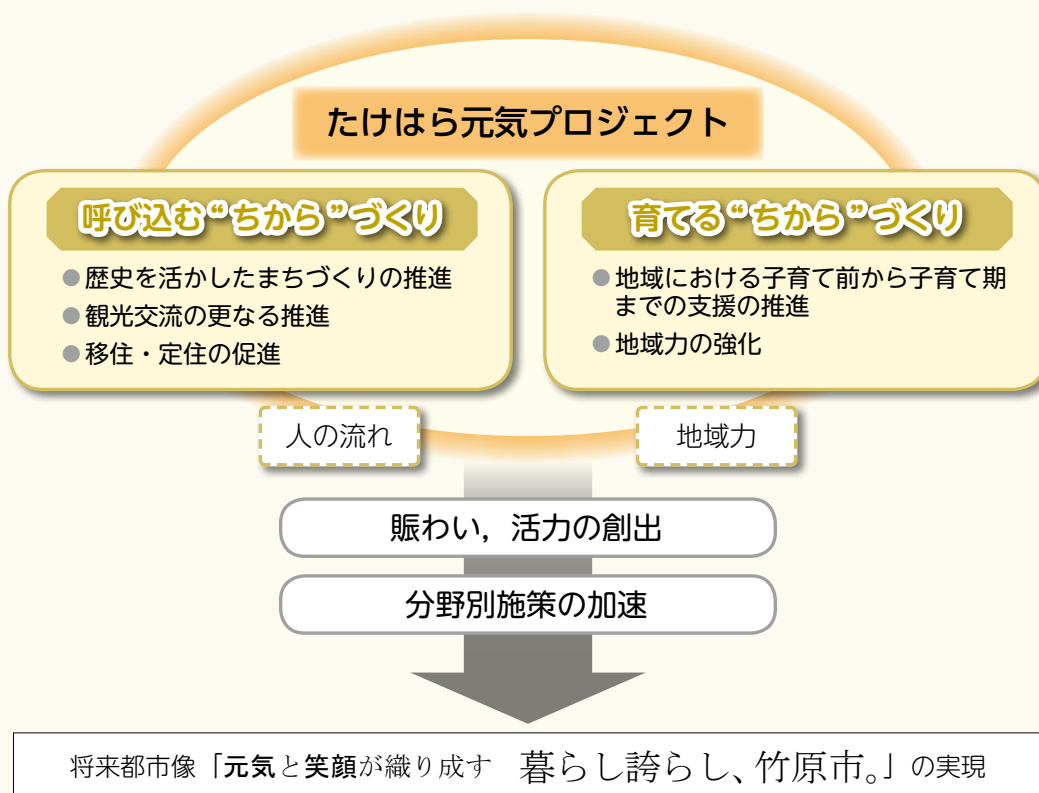 たけはら元気プロジェクト
呼び込む“ちから”づくり
●歴史を活かしたまちづくりの推進
●観光交流の更なる推進
●移住・定住の促進
育てる“ちから”づくり
●地域における子育て前から子育て期
までの支援の推進
●地域力の強化
人の流れ
地域力
賑わい，活力の創出
分野別施策の加速
将来都市像「元気と笑顔が織り成す　暮らし誇らし、竹原市。」の実現